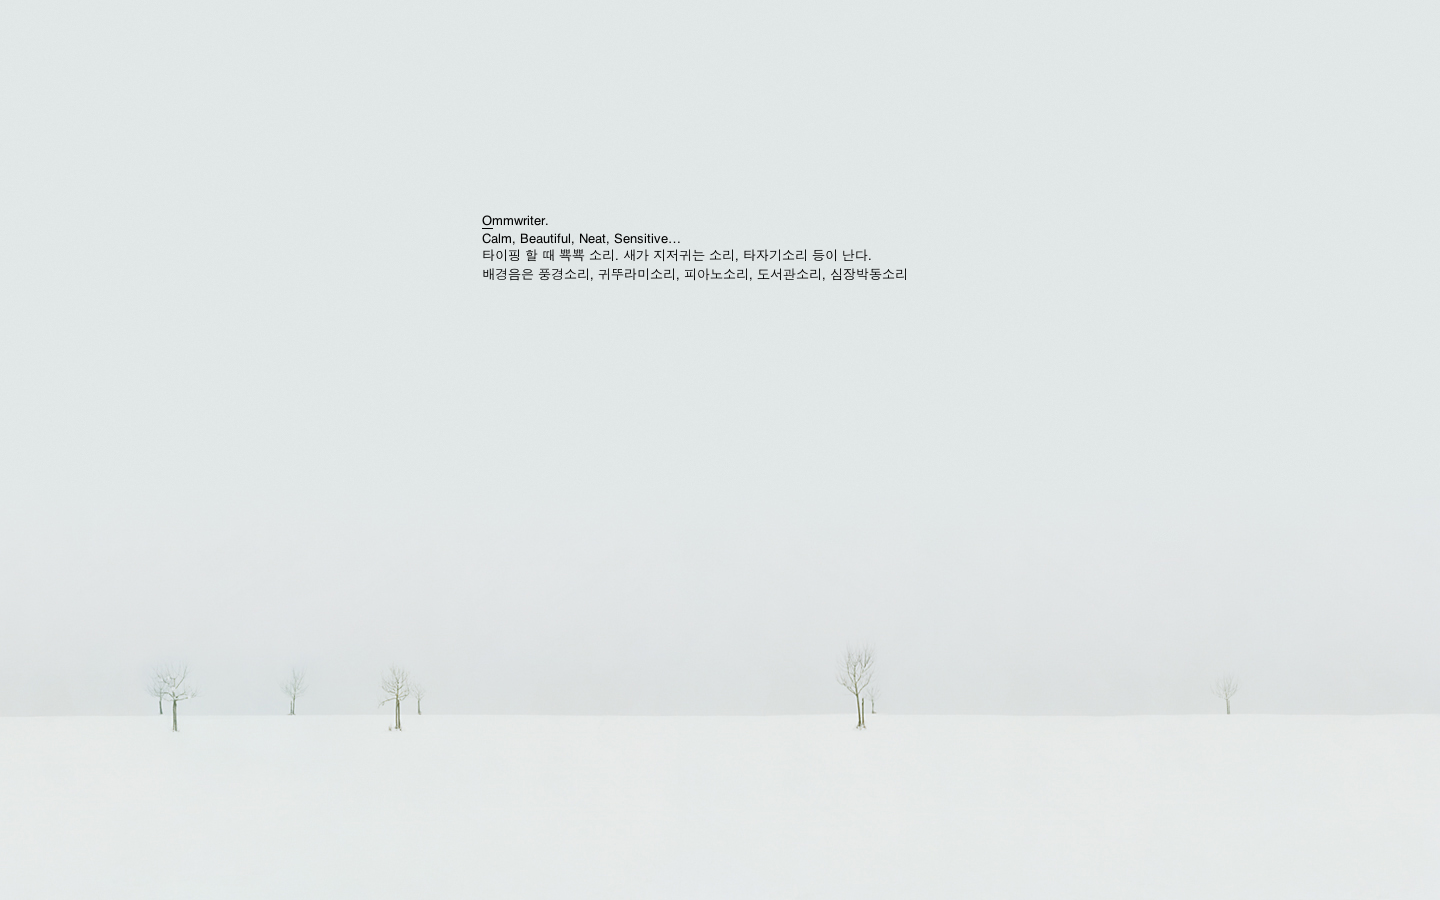 Ommwriter.
Calm, Beautiful, Neat, Sensitive…
타이핑 할 때 뽁뽁 소리. 새가 지저귀는 소리, 타자기소리 등이 난다.
배경음은 풍경소리, 귀뚜라미소리, 피아노소리, 도서관소리, 심장박동소리